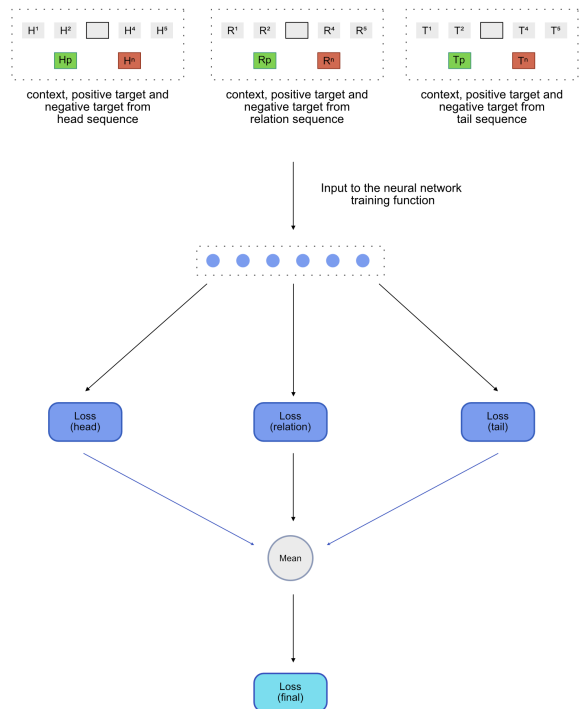 H¹ H² H⁴ H⁵
Hp Hⁿ
context, positive target and
negative target from
head sequence
R¹ R² R⁴ R⁵
Rp Rⁿ
context, positive target and
negative target from
relation sequence
T¹ T² T⁴ T⁵
Tp Tⁿ
context, positive target and
negative target from
tail sequence
Input to the neural network
training function
Loss
(head)
Loss
(relation)
Loss
(tail)
Mean
Loss
(final)